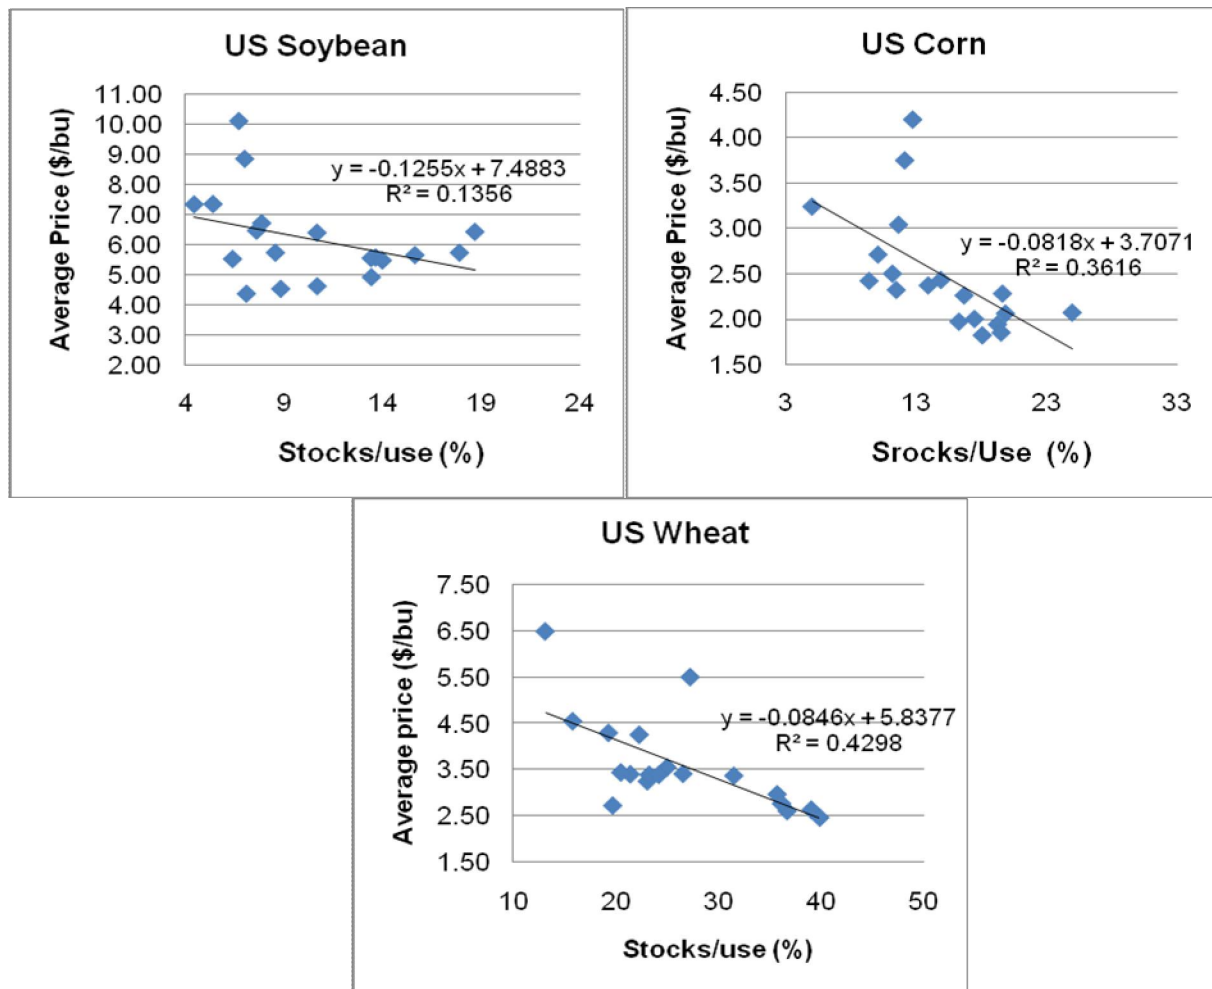 US Soybean
Average Price ($/bu)
11.00
10.00
9.00
8.00
7.00
6.00
5.00
4.00
3.00
2.00
y = -0.1255x + 7.4883
R² = 0.1356
4 9 14 19 24
Stocks/use (%)
US Corn
Average Price ($/bu)
4.50
4.00
3.50
3.00
2.50
2.00
1.50
y = -0.0818x + 3.7071
R² = 0.3616
3 13 23 33
Srocks/Use (%)
US Wheat
Average price ($/bu)
7.50
6.50
5.50
4.50
3.50
2.50
1.50
y = -0.0846x + 5.8377
R² = 0.4298
10 20 30 40 50
Stocks/use (%)